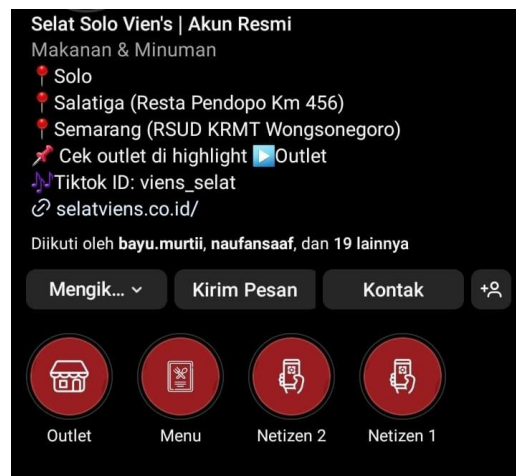 Selat Solo Vien's | Akun Resmi
Makanan & Minuman
📍 Solo
📍 Salatiga (Resta Pendopo Km 456)
📍 Semarang (RSUD KRMT Wongsonegoro)
📌 Cek outlet di highlight ▶️Outlet
🎶Tiktok ID: viens_selat
selatviens.co.id/
Diikuti oleh bayu.murtii, naufansaaf, dan 19 lainnya
Mengik... Kirim Pesan Kontak
Outlet Menu Netizen 2 Netizen 1